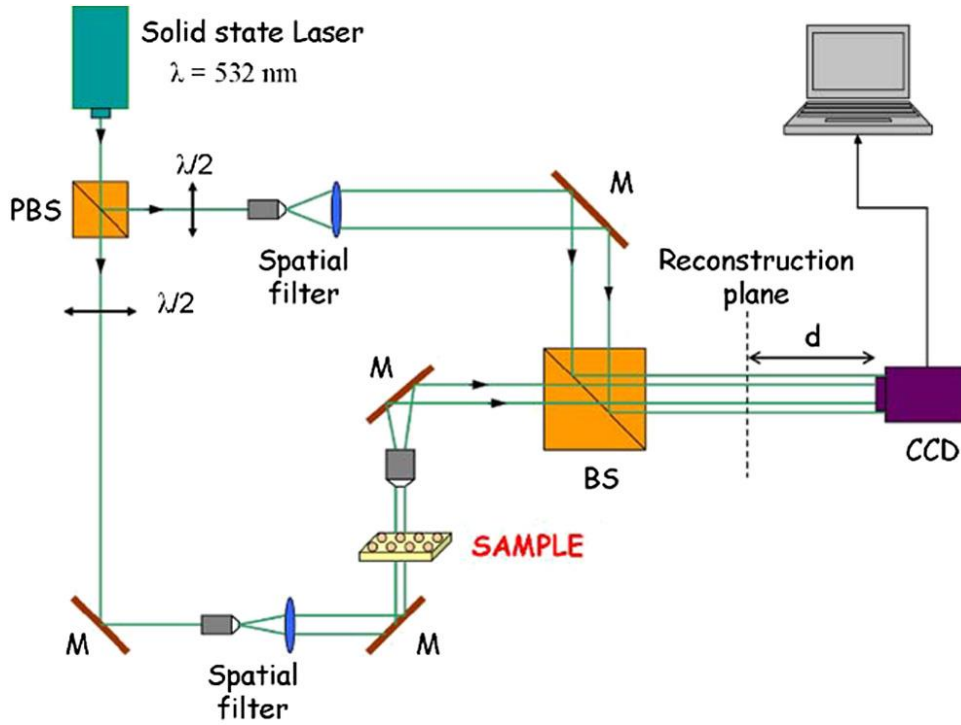 Solid state Laser
λ = 532 nm
λ/2
M
PBS
Spatial
filter
Reconstruction
plane
λ/2
d
M
CCD
BS
SAMPLE
M
M
Spatial
filter